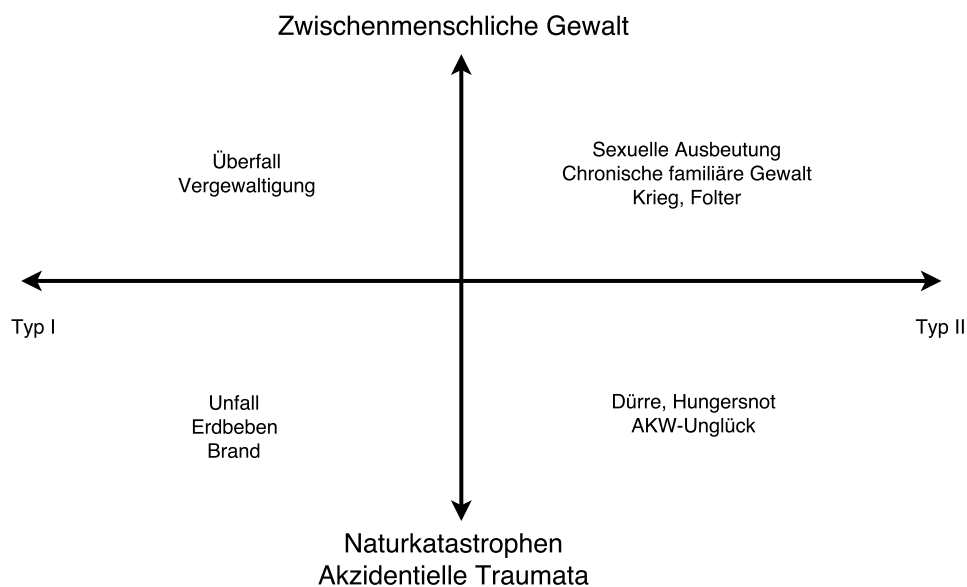 Zwischenmenschliche Gewalt
Überfall
Vergewaltigung
Sexuelle Ausbeutung
Chronische familiäre Gewalt
Krieg, Folter
Typ I
Typ II
Unfall
Erdbeben
Brand
Dürre, Hungersnot
AKW-Unglück
Naturkatastrophen
Akzidentielle Traumata